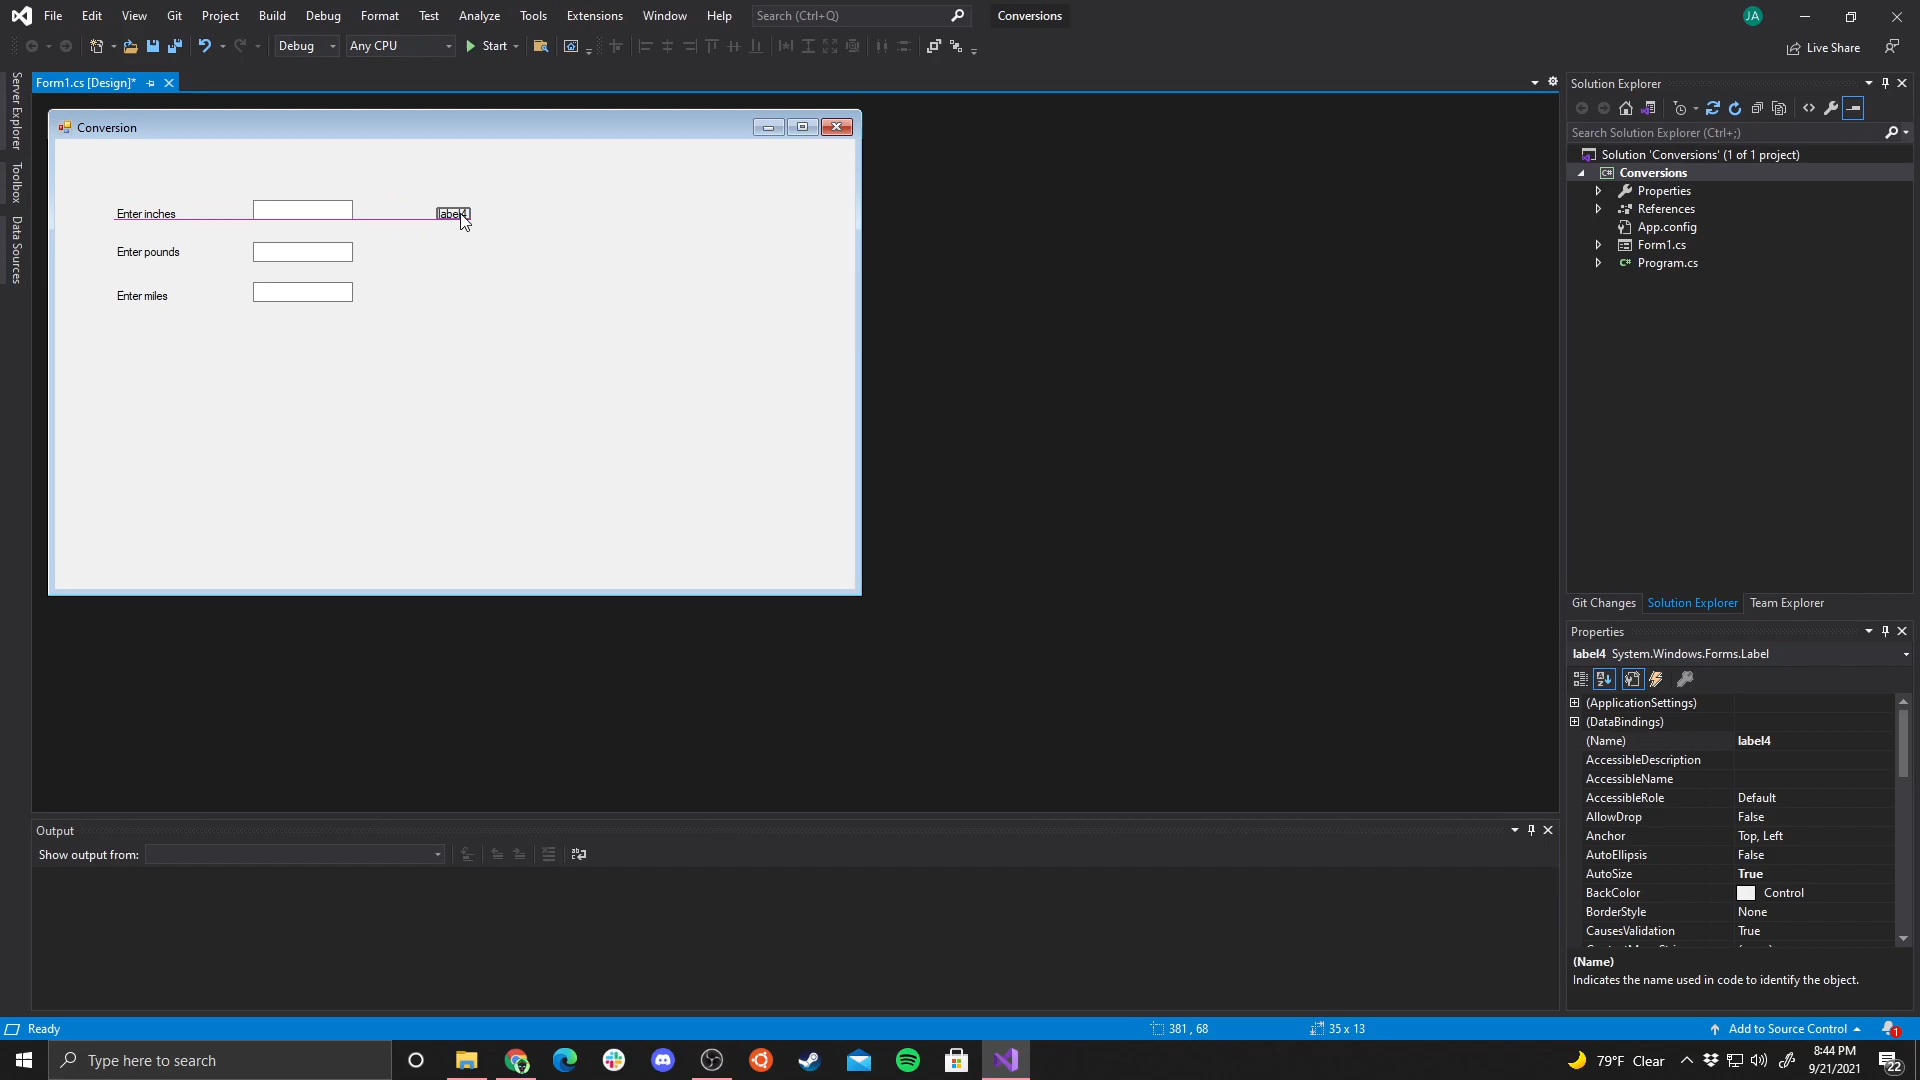 File Edit View Git Project Build Debug Format Test Analyze Tools Extensions Window Help Search (Ctrl+Q) Conversions JA
Debug Any CPU Start Live Share
Server Explorer
Toolbox
Data Sources
Form1.cs [Design]*
Conversion
Enter inches label4
Enter pounds
Enter miles
Output
Show output from:
Solution Explorer
Search Solution Explorer (Ctrl+;)
Solution 'Conversions' (1 of 1 project)
C# Conversions
Properties
References
App.config
Form1.cs
C# Program.cs
Git Changes Solution Explorer Team Explorer
Properties
label4 System.Windows.Forms.Label
(ApplicationSettings)
(DataBindings)
(Name) label4
AccessibleDescription
AccessibleName
AccessibleRole Default
AllowDrop False
Anchor Top, Left
AutoEllipsis False
AutoSize True
BackColor Control
BorderStyle None
CausesValidation True
(Name)
Indicates the name used in code to identify the object.
Ready 381 , 68 35 x 13 Add to Source Control 1
Type here to search 79°F Clear 8:44 PM
9/21/2021 22